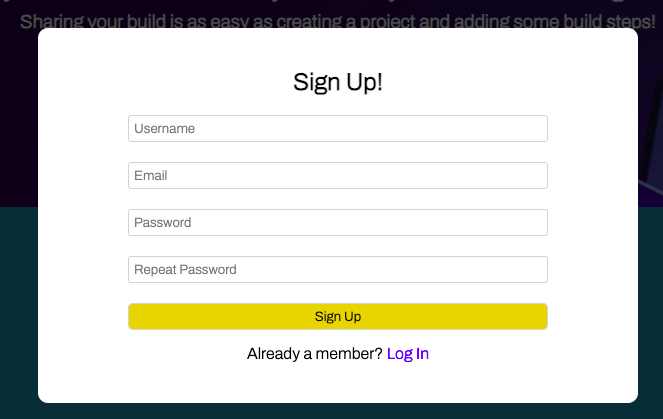 Sharing your build is as easy as creating a project and adding some build steps!
Sign Up!
Username
Email
Password
Repeat Password
Sign Up
Already a member? Log In